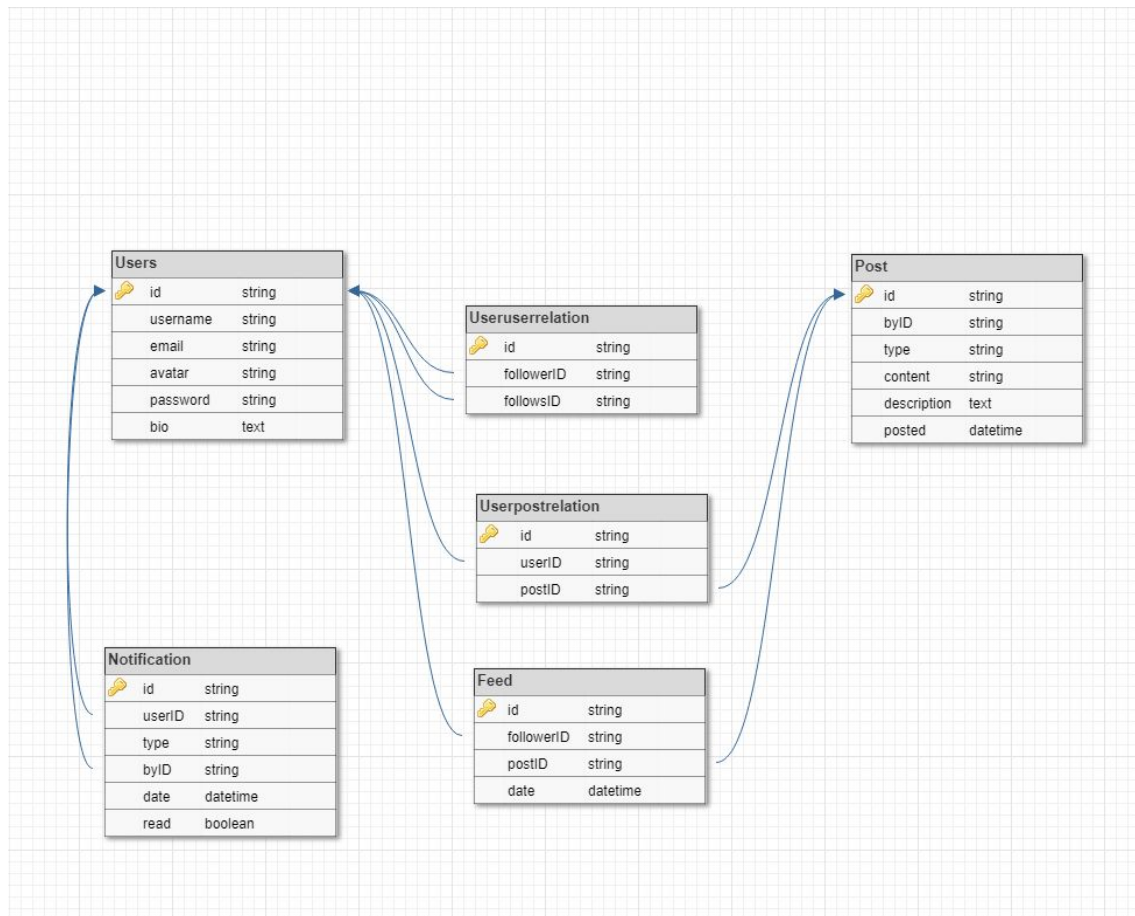 Users
id string
username string
email string
avatar string
password string
bio text
Useruserrelation
id string
followerID string
followsID string
Post
id string
byID string
type string
content string
description text
posted datetime
Userpostrelation
id string
userID string
postID string
Notification
id string
userID string
type string
byID string
date datetime
read boolean
Feed
id string
followerID string
postID string
date datetime